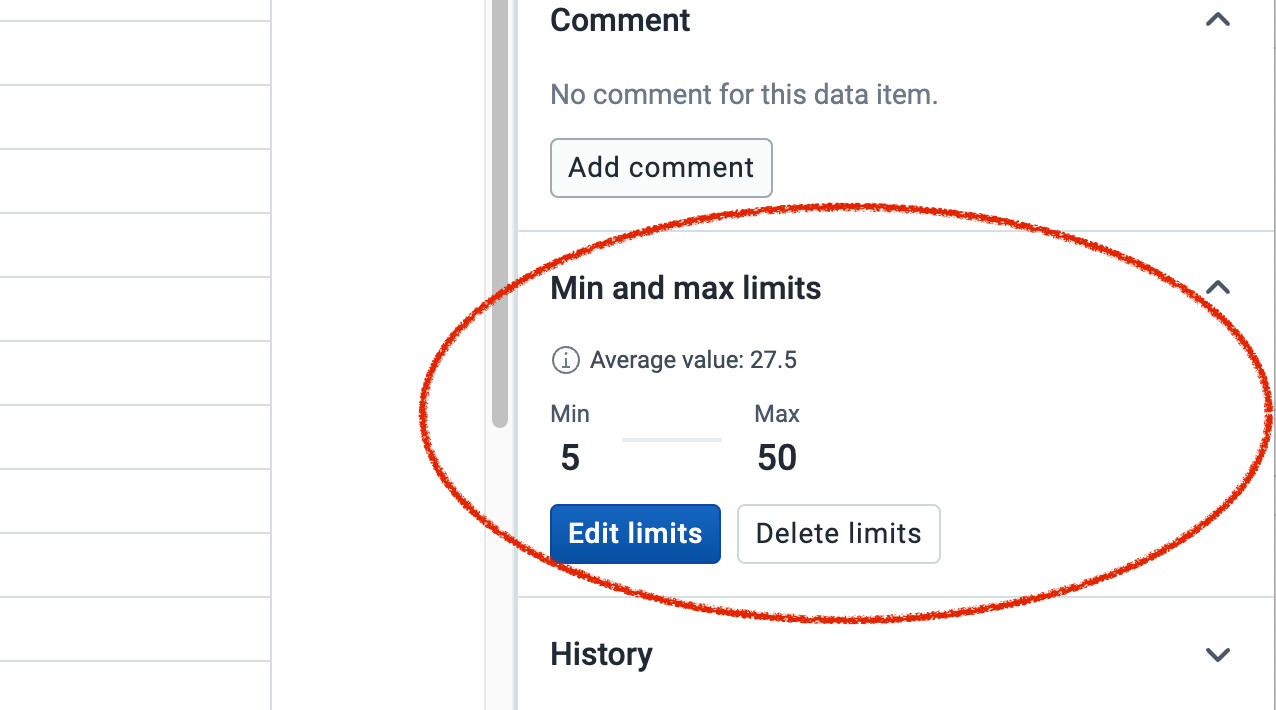 Comment
No comment for this data item.
Add comment
Min and max limits
Average value: 27.5
Min Max
5 50
Edit limits Delete limits
History